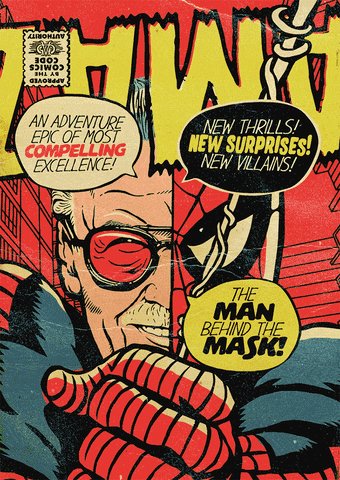 APPROVED
BY THE
COMICS
CODE
AUTHORITY
AN ADVENTURE
EPIC OF MOST
COMPELLING
EXCELLENCE!
NEW THRILLS!
NEW SURPRISES!
NEW VILLAINS!
THE
MAN
BEHIND THE
MASK!